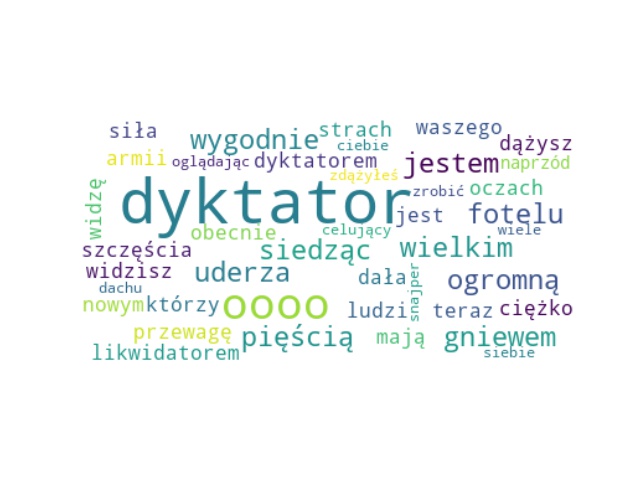 siła wygodnie strach waszego
ciebie dążysz
armii oglądając dyktatorem jestem naprzód
zdążyłeś
widzę dyktator zrobić oczach
jest fotelu
obecnie celujący wiele
szczęścia siedząc wielkim
widzisz uderza dała ogromną
dachu
nowym którzy oooo ludzi snajper teraz ciężko
przewagę pięścią mają gniewem
likwidatorem siebie